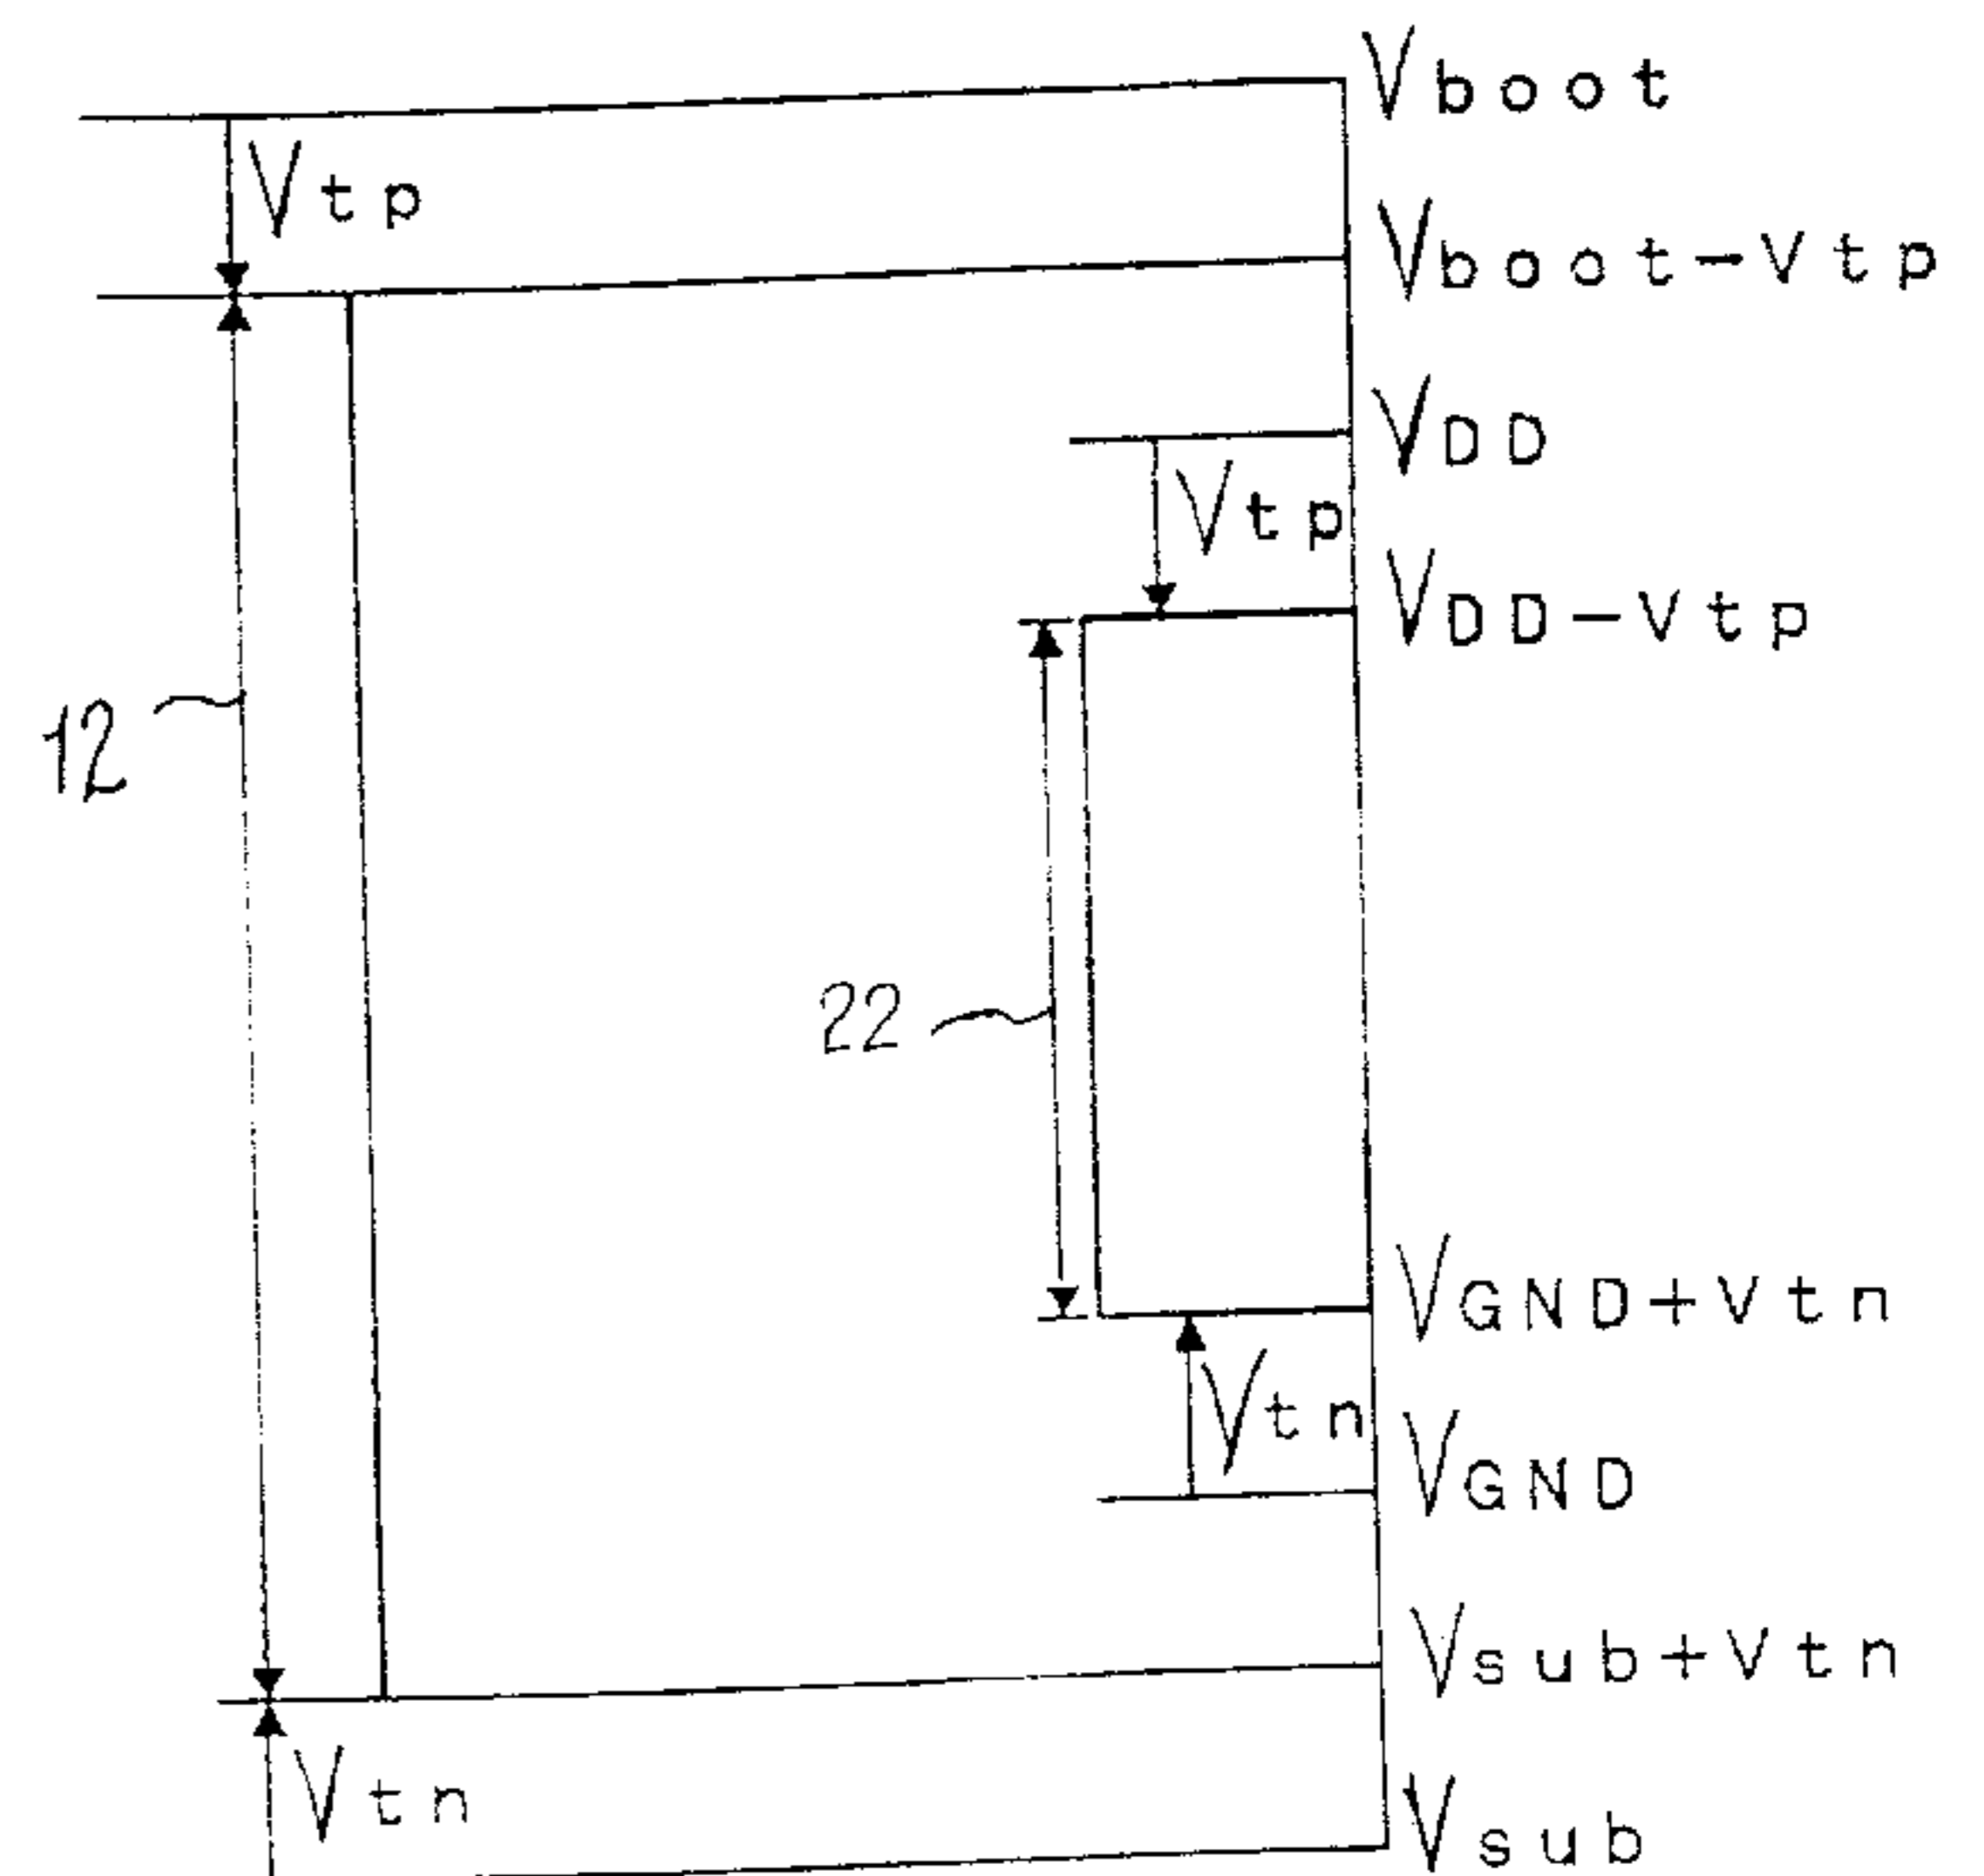 Vboot
Vtp
Vboot-Vtp
VDD
Vtp
VDD-Vtp
12
22
VGND+Vtn
Vtn
VGND
Vsub+Vtn
Vtn
Vsub